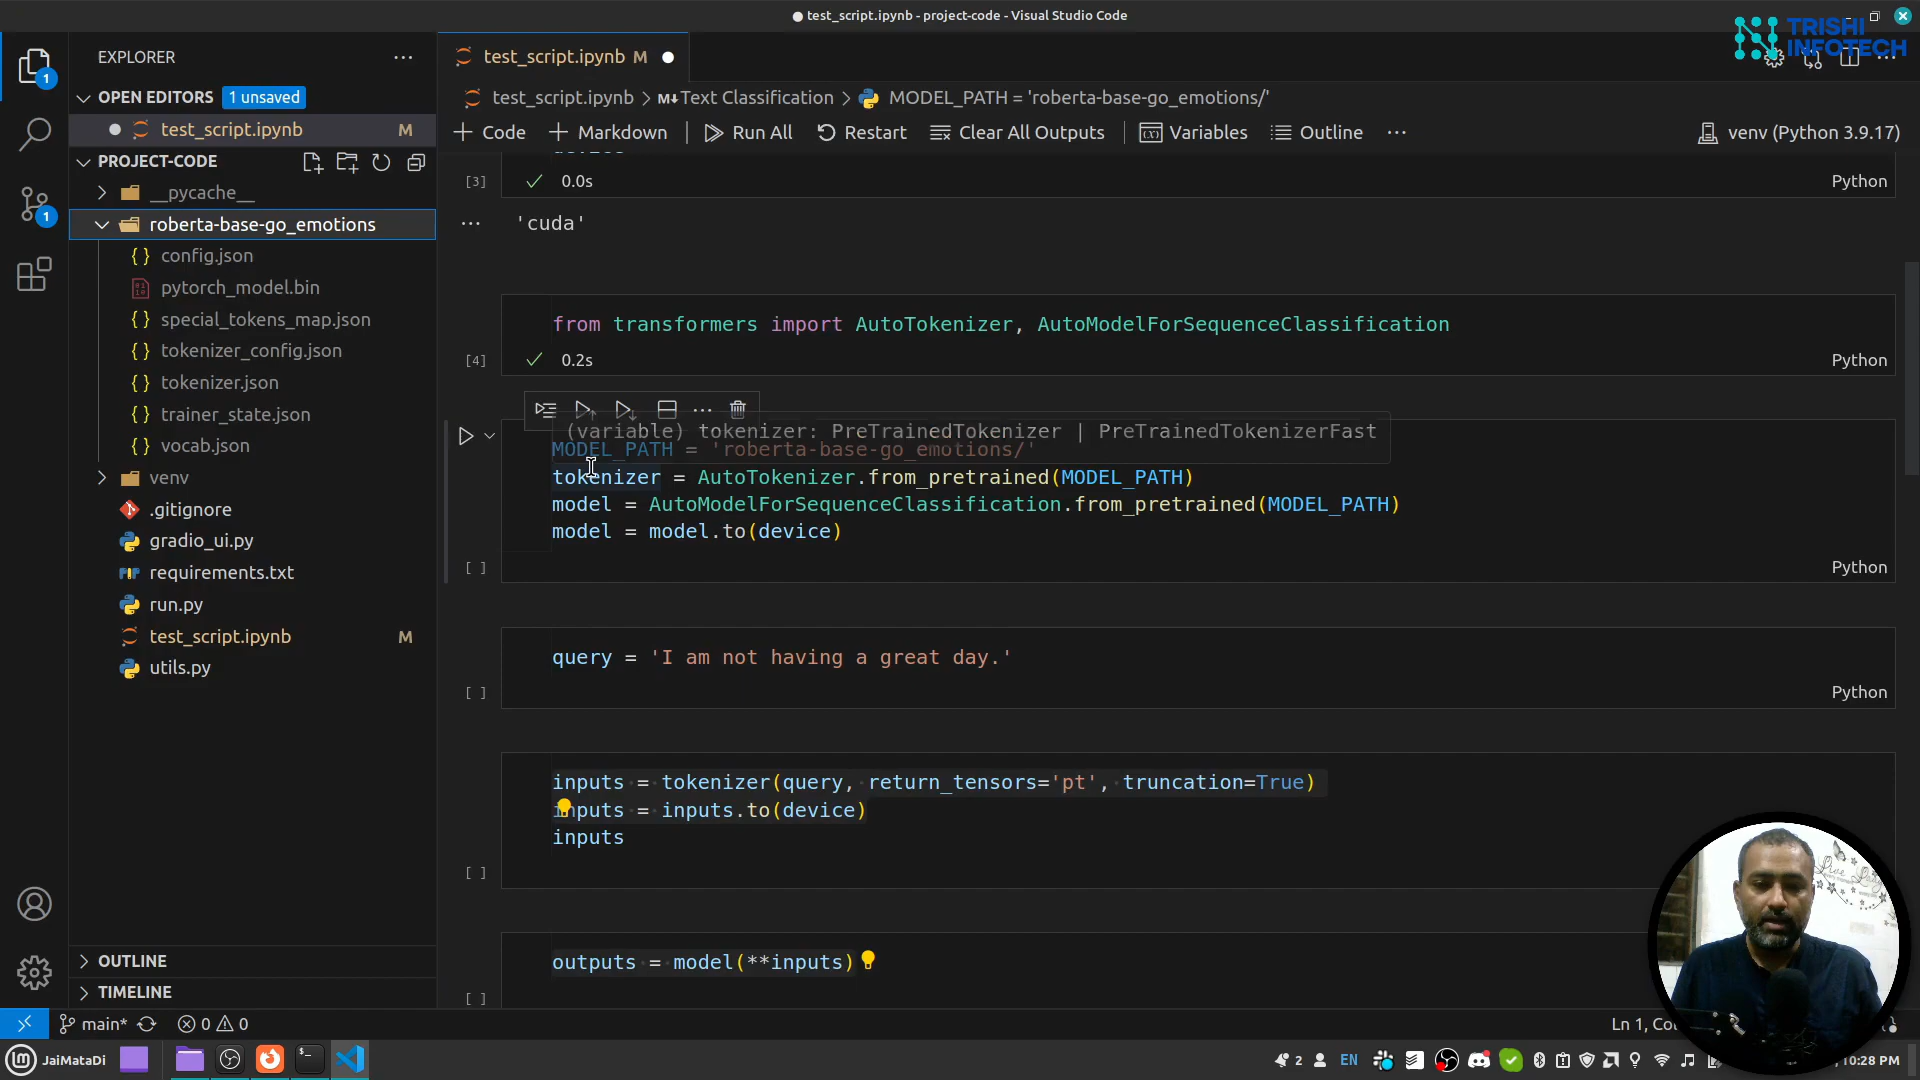 test_script.ipynb - project-code - Visual Studio Code
TRISHI
INFOTECH
EXPLORER
OPEN EDITORS 1 unsaved
test_script.ipynb M
PROJECT-CODE
__pycache__
roberta-base-go_emotions
config.json
pytorch_model.bin
special_tokens_map.json
tokenizer_config.json
tokenizer.json
trainer_state.json
vocab.json
venv
.gitignore
gradio_ui.py
requirements.txt
run.py
test_script.ipynb M
utils.py
OUTLINE
TIMELINE
test_script.ipynb M
test_script.ipynb > M Text Classification > MODEL_PATH = 'roberta-base-go_emotions/'
+ Code + Markdown Run All Restart Clear All Outputs Variables Outline ... venv (Python 3.9.17)
[3] 0.0s Python
'cuda'
from transformers import AutoTokenizer, AutoModelForSequenceClassification
[4] 0.2s Python
(variable) tokenizer: PreTrainedTokenizer | PreTrainedTokenizerFast
MODEL_PATH = 'roberta-base-go_emotions/'
tokenizer = AutoTokenizer.from_pretrained(MODEL_PATH)
model = AutoModelForSequenceClassification.from_pretrained(MODEL_PATH)
model = model.to(device)
[ ] Python
query = 'I am not having a great day.'
[ ] Python
inputs = tokenizer(query, return_tensors='pt', truncation=True)
inputs = inputs.to(device)
inputs
[ ]
outputs = model(**inputs)
[ ]
main* 0 0 Ln 1,
JaiMataDi 2 EN 10:28 PM